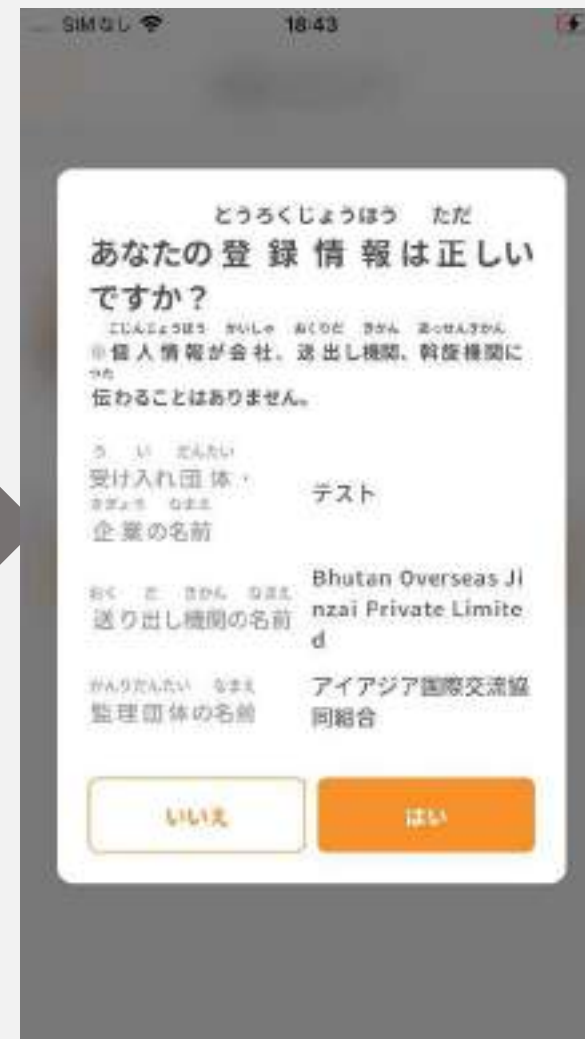 SIMなし 18:43
とうろくじょうほう ただ
あなたの登録情報は正しい
ですか？
こじんじょうほう かいしゃ おくりだ きかん あっせんきかん
※個人情報が会社、送出し機関、斡旋機関に
つた
伝わることはありません。
う い だんたい
受け入れ団体・
きぎょう なまえ
企業の名前
テスト
おく だ きかん なまえ
送り出し機関の名前
Bhutan Overseas Ji
nzai Private Limite
d
かんりだんたい なまえ
監理団体の名前
アイアジア国際交流協
同組合
いいえ
はい